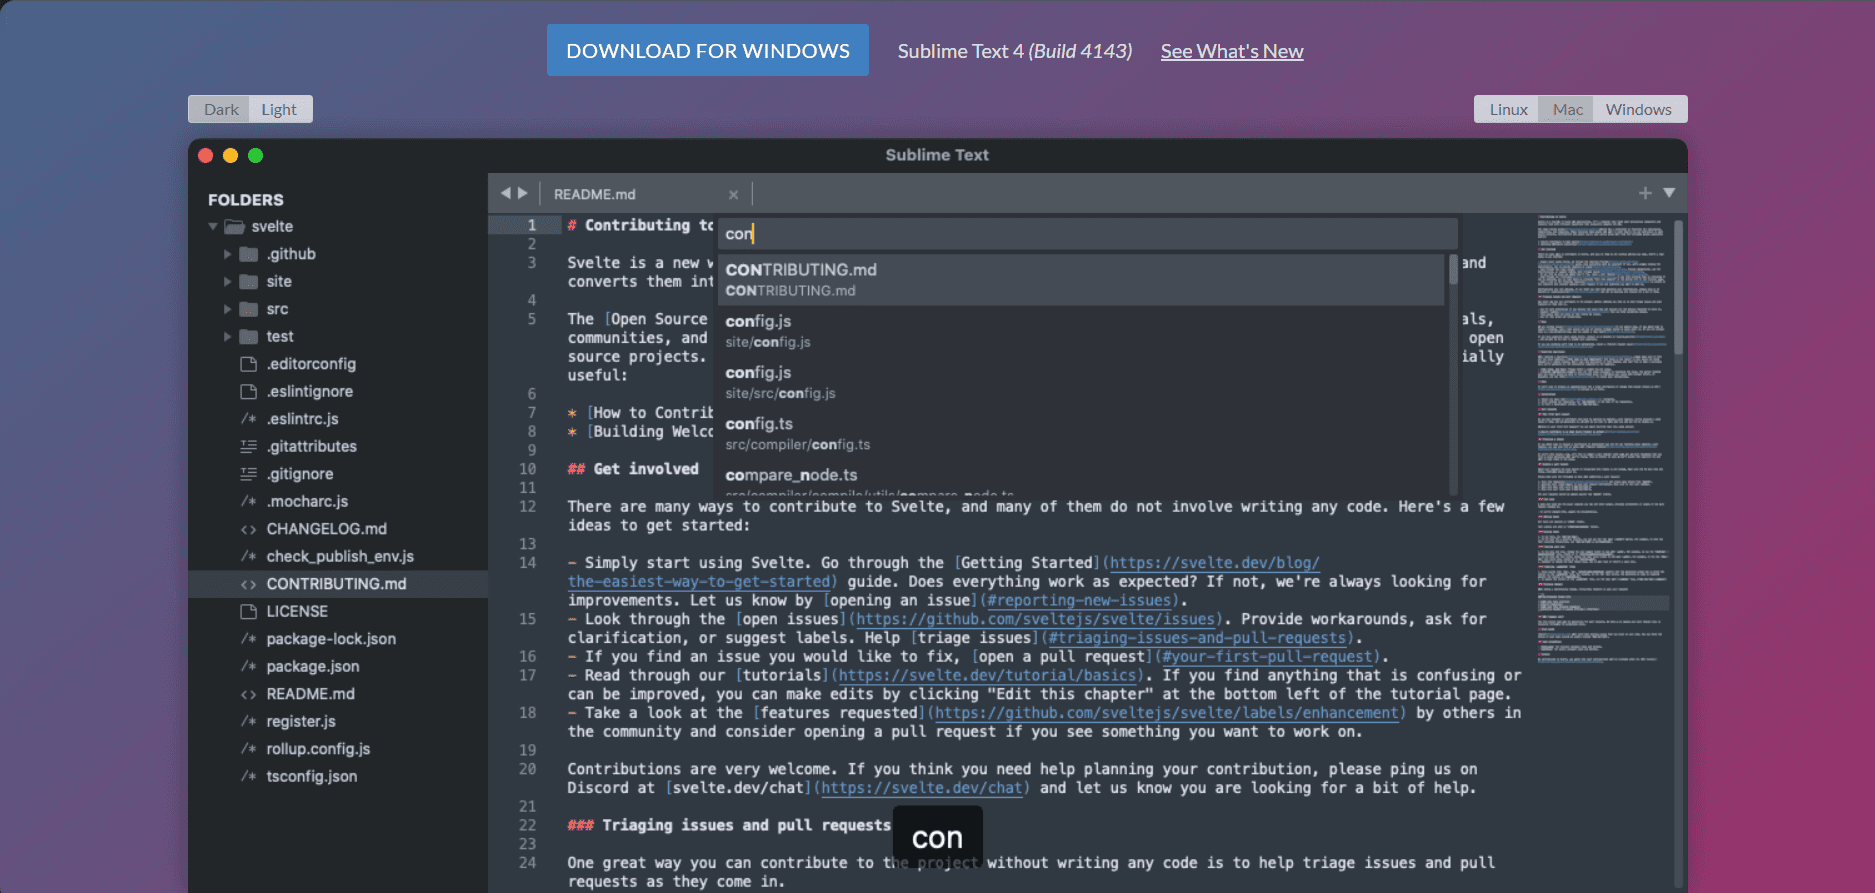 DOWNLOAD FOR WINDOWS
Sublime Text 4 (Build 4143)
See What's New
Dark
Light
Linux
Mac
Windows
Sublime Text
FOLDERS
svelte
.github
site
src
test
.editorconfig
.eslintignore
/* .eslintrc.js
.gitattributes
.gitignore
/* .mocharc.js
<> CHANGELOG.md
/* check_publish_env.js
<> CONTRIBUTING.md
LICENSE
/* package-lock.json
/* package.json
<> README.md
/* register.js
/* rollup.config.js
/* tsconfig.json
README.md
con
CONTRIBUTING.md
CONTRIBUTING.md
config.js
site/config.js
config.js
site/src/config.js
config.ts
src/compiler/config.ts
compare_node.ts
src/compiler/compile/utils/compare_node.ts
1 # Contributing to
2
3 Svelte is a new and
converts them int
4
5 The [Open Source als,
communities, and open
source projects. ially
useful:
6
7 * [How to Contrib
8 * [Building Welco
9
10 ## Get involved
11
12 There are many ways to contribute to Svelte, and many of them do not involve writing any code. Here's a few
ideas to get started:
13
14 - Simply start using Svelte. Go through the [Getting Started](https://svelte.dev/blog/
the-easiest-way-to-get-started) guide. Does everything work as expected? If not, we're always looking for
improvements. Let us know by [opening an issue](#reporting-new-issues).
15 - Look through the [open issues](https://github.com/sveltejs/svelte/issues). Provide workarounds, ask for
clarification, or suggest labels. Help [triage issues](#triaging-issues-and-pull-requests).
16 - If you find an issue you would like to fix, [open a pull request](#your-first-pull-request).
17 - Read through our [tutorials](https://svelte.dev/tutorial/basics). If you find anything that is confusing or
can be improved, you can make edits by clicking "Edit this chapter" at the bottom left of the tutorial page.
18 - Take a look at the [features requested](https://github.com/sveltejs/svelte/labels/enhancement) by others in
the community and consider opening a pull request if you see something you want to work on.
19
20 Contributions are very welcome. If you think you need help planning your contribution, please ping us on
Discord at [svelte.dev/chat](https://svelte.dev/chat) and let us know you are looking for a bit of help.
21
22 ### Triaging issues and pull requests
23
24 One great way you can contribute to the project without writing any code is to help triage issues and pull
requests as they come in.
con